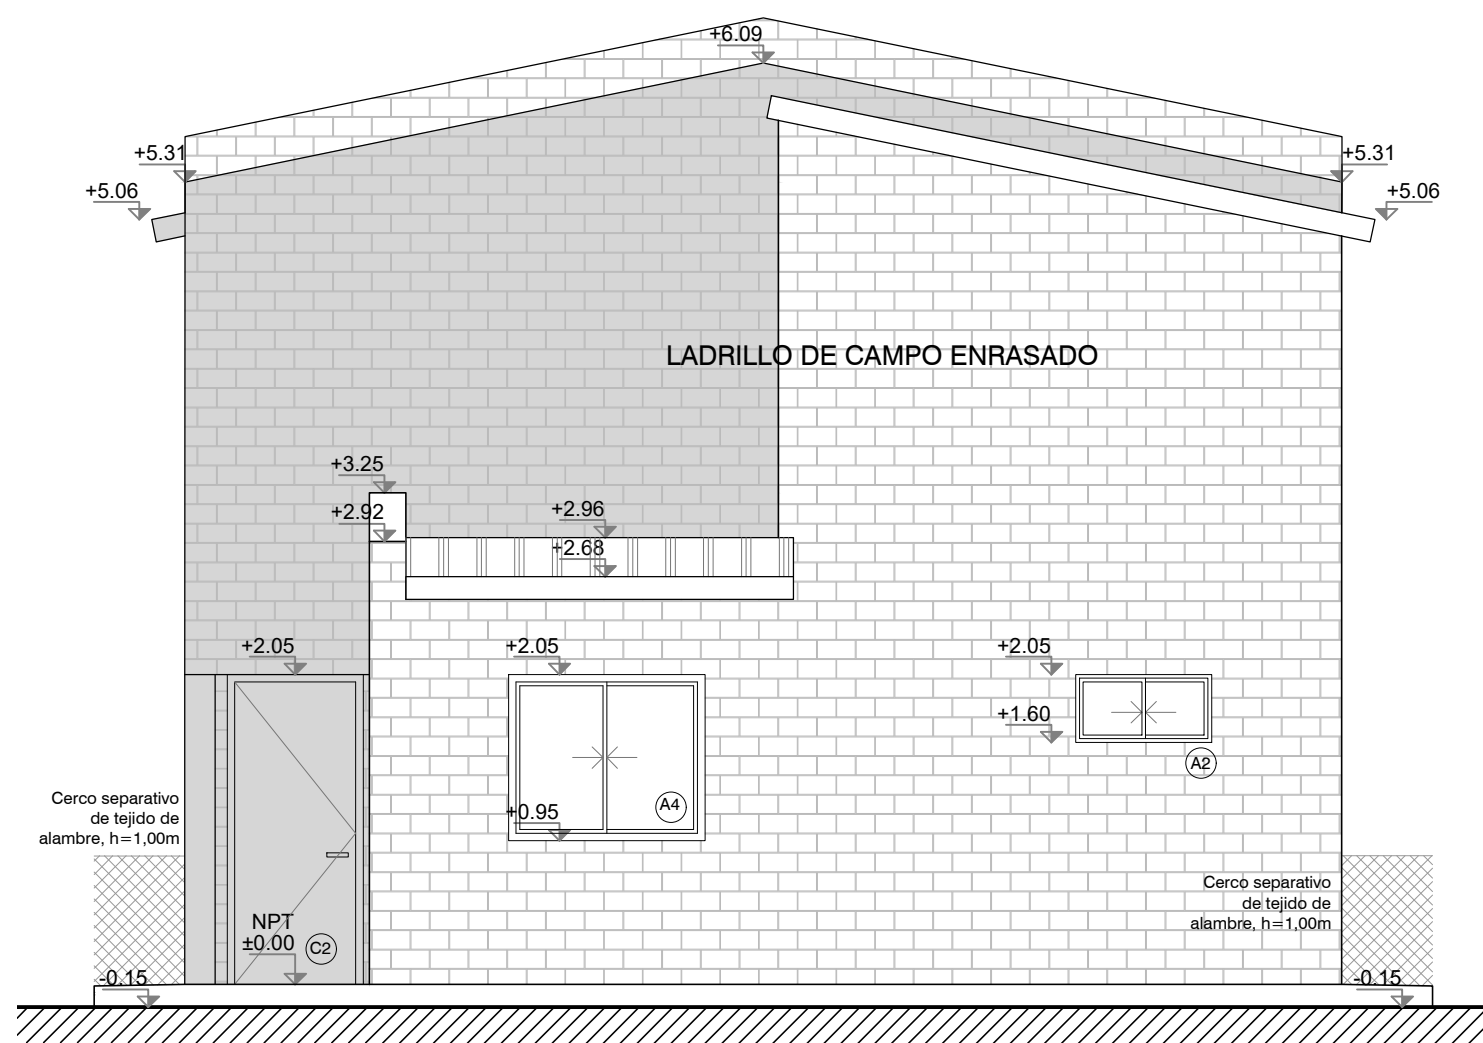 +6.09
+5.31
+5.31
+5.06
+5.06
LADRILLO DE CAMPO ENRASADO
+3.25
+2.92
+2.96
+2.68
+2.05
+2.05
+2.05
+1.60
A2
+0.95
A4
Cerco separativo
de tejido de
alambre, h=1,00m
Cerco separativo
de tejido de
alambre, h=1,00m
NPT
±0.00
C2
-0.15
-0.15